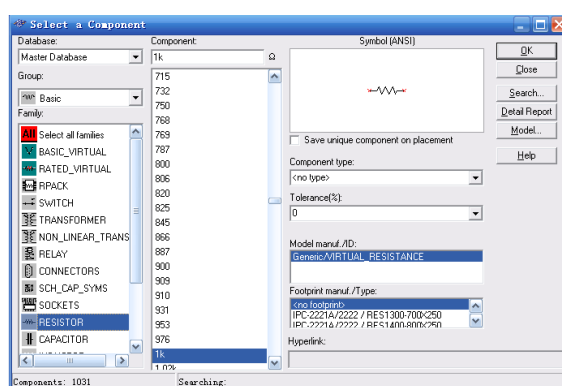 Select a Component
Database:
Master Database
Group:
Basic
Family:
All Select all families
BASIC_VIRTUAL
RATED_VIRTUAL
RPACK
SWITCH
TRANSFORMER
NON_LINEAR_TRANS
RELAY
CONNECTORS
SCH_CAP_SYMS
SOCKETS
RESISTOR
CAPACITOR
Component:
1k Ω
715
732
750
768
769
787
800
806
820
825
845
866
887
900
909
910
931
953
976
1k
1.02k
Symbol (ANSI)
Save unique component on placement
Component type:
<no type>
Tolerance(%):
0
Model manuf./ID:
Generic/VIRTUAL_RESISTANCE
Footprint manuf./Type:
<no footprint>
IPC-2221A/2222 / RES1300-700X250
IPC-2221A/2222 / RES1400-800X250
Hyperlink:
OK
Close
Search...
Detail Report
Model...
Help
Components: 1031
Searching: